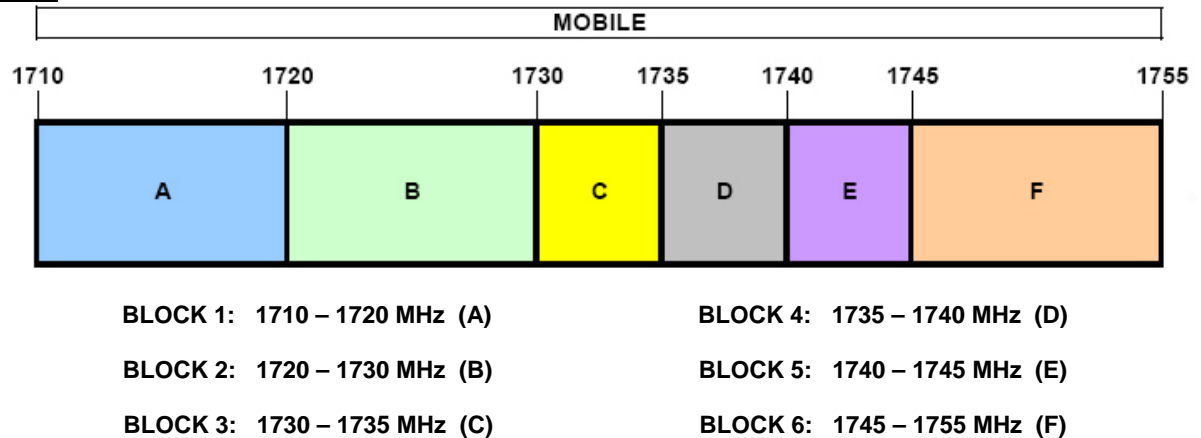 MOBILE
1710 1720 1730 1735 1740 1745 1755
A B C D E F
BLOCK 1: 1710 – 1720 MHz (A) BLOCK 4: 1735 – 1740 MHz (D)
BLOCK 2: 1720 – 1730 MHz (B) BLOCK 5: 1740 – 1745 MHz (E)
BLOCK 3: 1730 – 1735 MHz (C) BLOCK 6: 1745 – 1755 MHz (F)